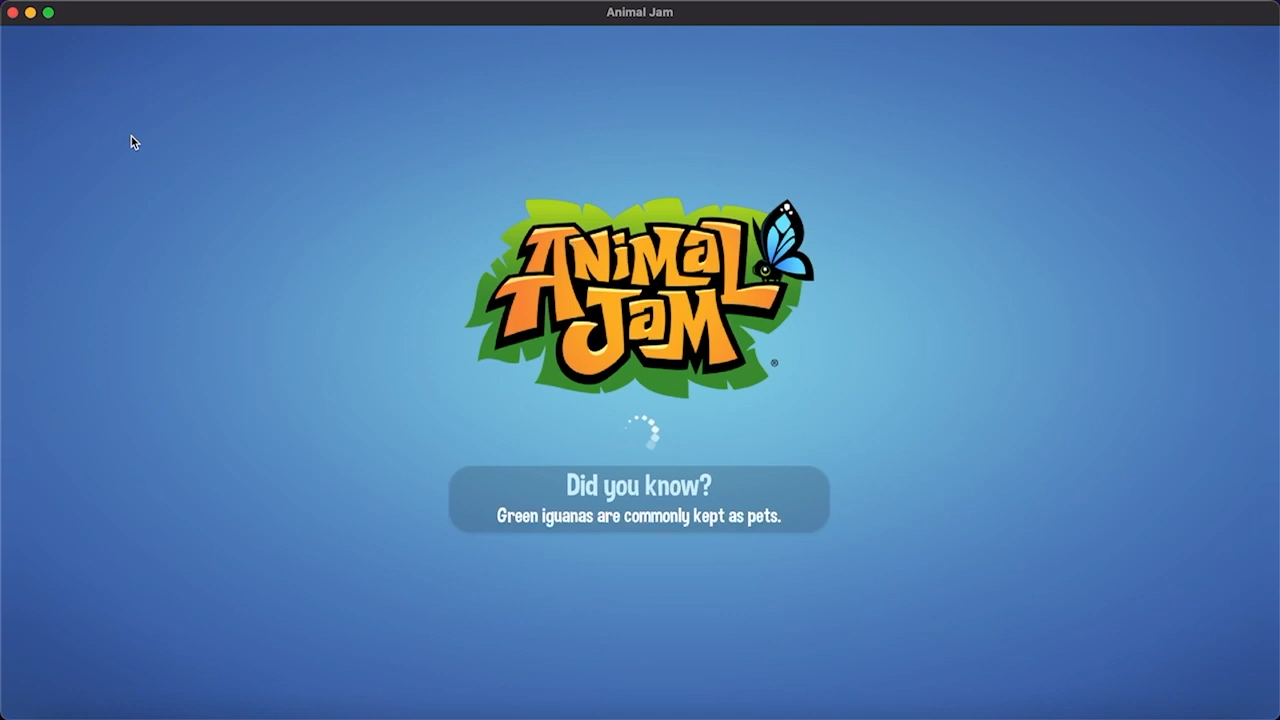 Animal Jam
ANiMaL
JaM
®
Did you know?
Green iguanas are commonly kept as pets.